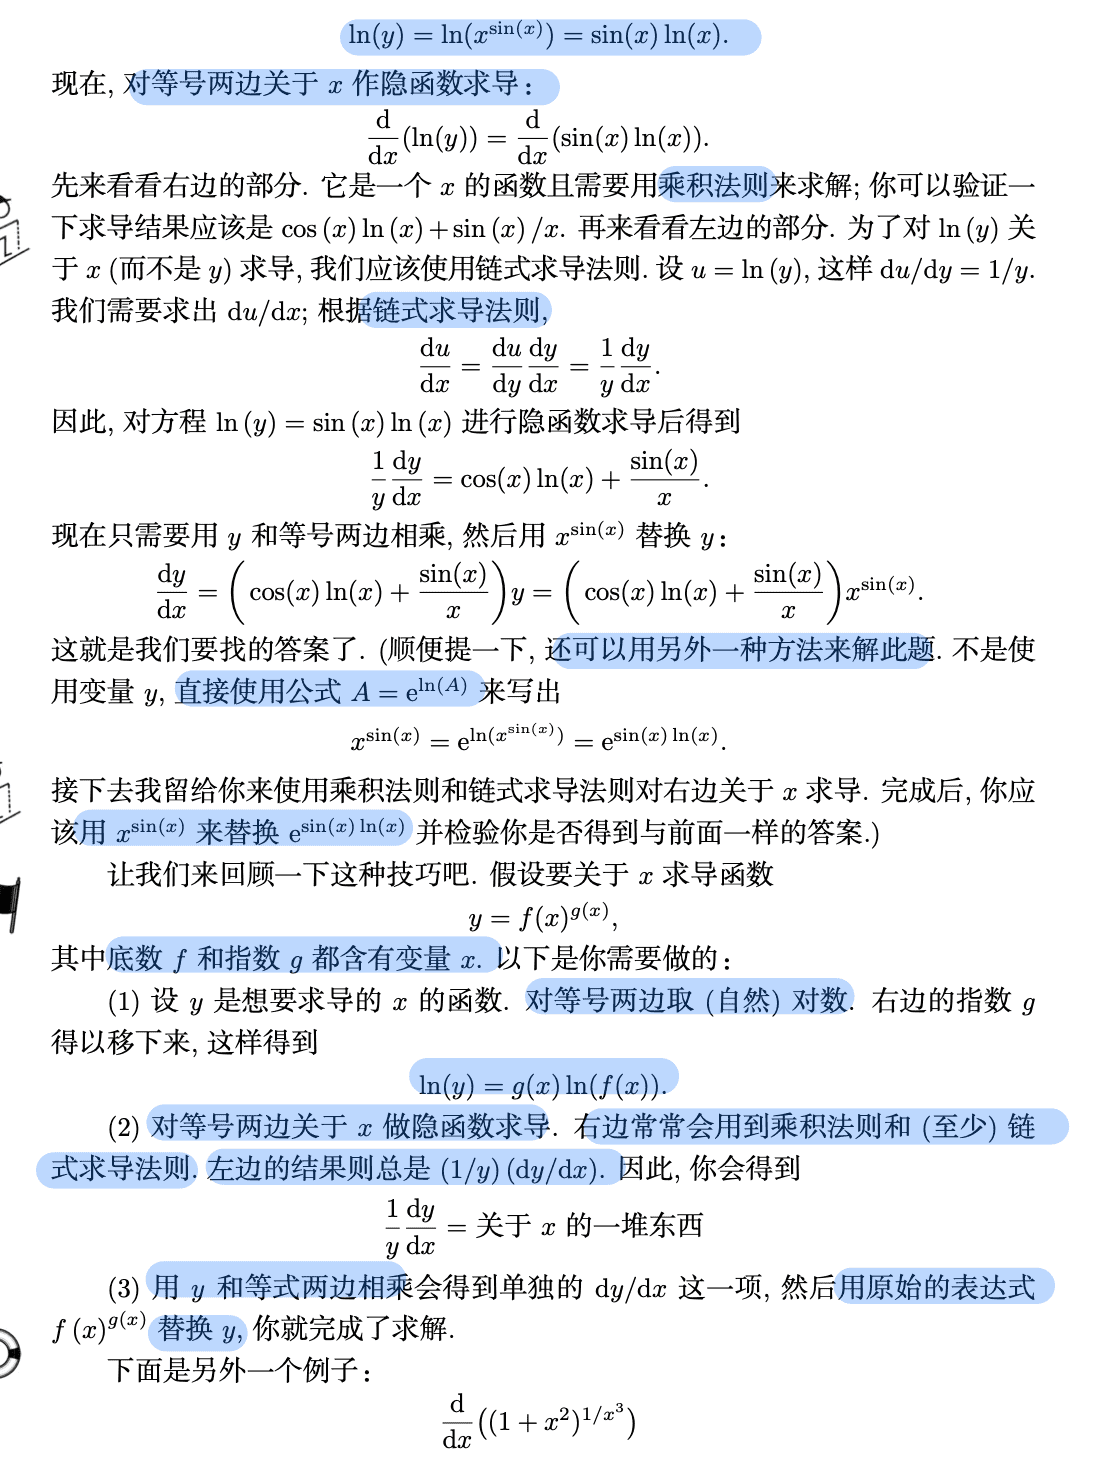 ln(y) = ln(x^{sin(x)}) = sin(x) ln(x).
现在, 对等号两边关于 x 作隐函数求导:
\frac{d}{dx}(ln(y)) = \frac{d}{dx}(sin(x) ln(x)).
先来看看右边的部分. 它是一个 x 的函数且需要用乘积法则来求解; 你可以验证一
下求导结果应该是 cos (x) ln (x) + sin (x) /x. 再来看看左边的部分. 为了对 ln (y) 关
于 x (而不是 y) 求导, 我们应该使用链式求导法则. 设 u = ln (y), 这样 du/dy = 1/y.
我们需要求出 du/dx; 根据链式求导法则,
\frac{du}{dx} = \frac{du}{dy}\frac{dy}{dx} = \frac{1}{y}\frac{dy}{dx}.
因此, 对方程 ln (y) = sin (x) ln (x) 进行隐函数求导后得到
\frac{1}{y}\frac{dy}{dx} = cos(x) ln(x) + \frac{sin(x)}{x}.
现在只需要用 y 和等号两边相乘, 然后用 x^{sin(x)} 替换 y:
\frac{dy}{dx} = (cos(x) ln(x) + \frac{sin(x)}{x})y = (cos(x) ln(x) + \frac{sin(x)}{x})x^{sin(x)}.
这就是我们要找的答案了. (顺便提一下, 还可以用另外一种方法来解此题. 不是使
用变量 y, 直接使用公式 A = e^{ln(A)} 来写出
x^{sin(x)} = e^{ln(x^{sin(x)})} = e^{sin(x) ln(x)}.
接下去我留给你来使用乘积法则和链式求导法则对右边关于 x 求导. 完成后, 你应
该用 x^{sin(x)} 来替换 e^{sin(x) ln(x)} 并检验你是否得到与前面一样的答案.)
让我们来回顾一下这种技巧吧. 假设要关于 x 求导函数
y = f(x)^{g(x)},
其中底数 f 和指数 g 都含有变量 x. 以下是你需要做的:
(1) 设 y 是想要求导的 x 的函数. 对等号两边取 (自然) 对数. 右边的指数 g
得以移下来, 这样得到
ln(y) = g(x) ln(f(x)).
(2) 对等号两边关于 x 做隐函数求导. 右边常常会用到乘积法则和 (至少) 链
式求导法则. 左边的结果则总是 (1/y) (dy/dx). 因此, 你会得到
\frac{1}{y}\frac{dy}{dx} = 关于 x 的一堆东西
(3) 用 y 和等式两边相乘会得到单独的 dy/dx 这一项, 然后用原始的表达式
f (x)^{g(x)} 替换 y, 你就完成了求解.
下面是另外一个例子:
\frac{d}{dx}((1 + x^2)^{1/x^3})